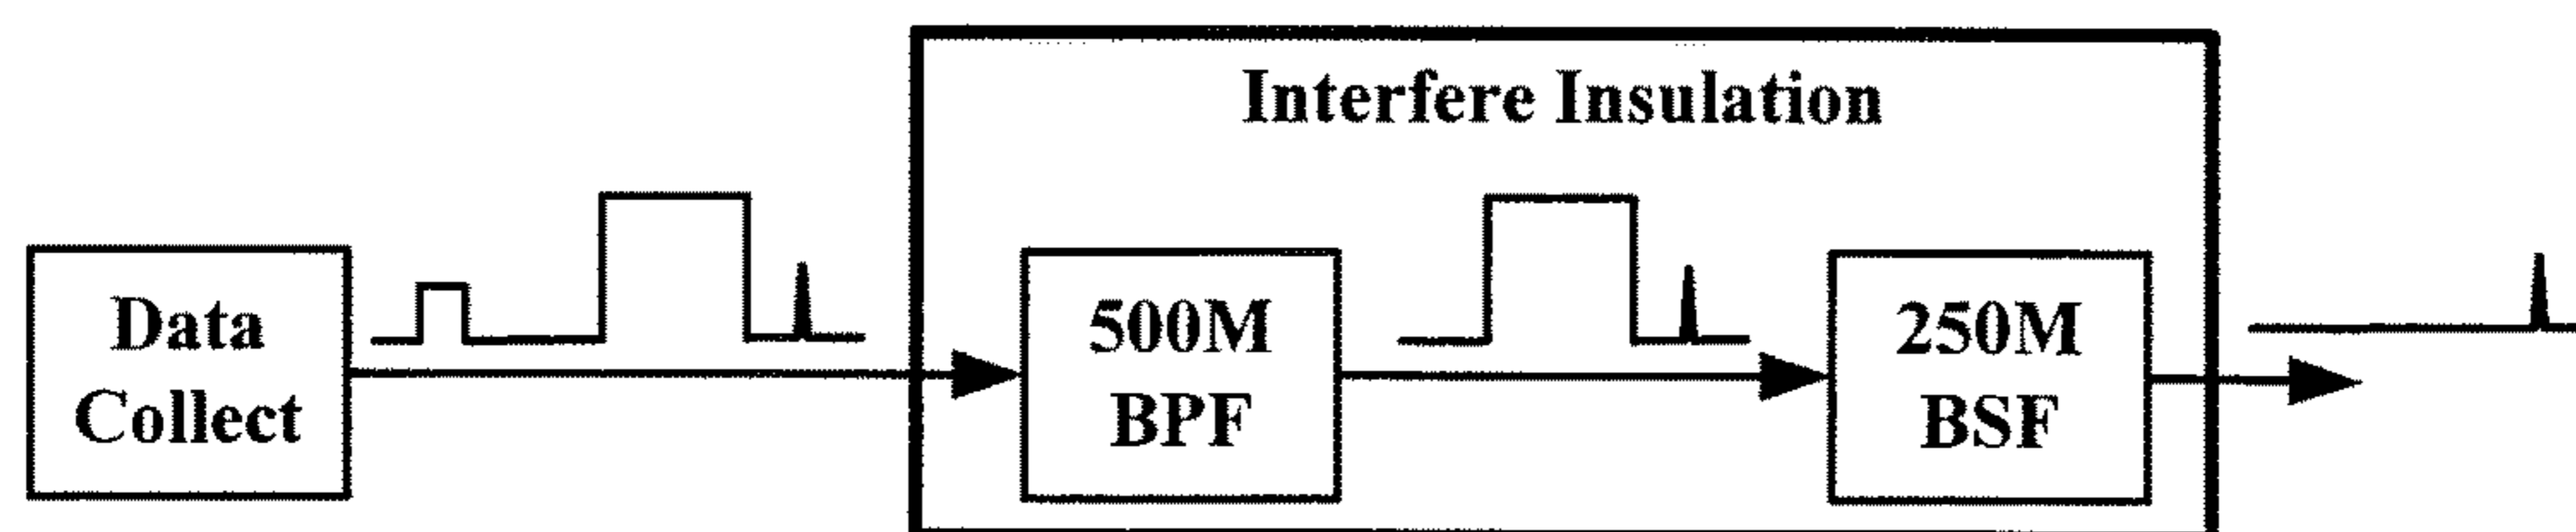 Interfere Insulation
Data
Collect
500M
BPF
250M
BSF